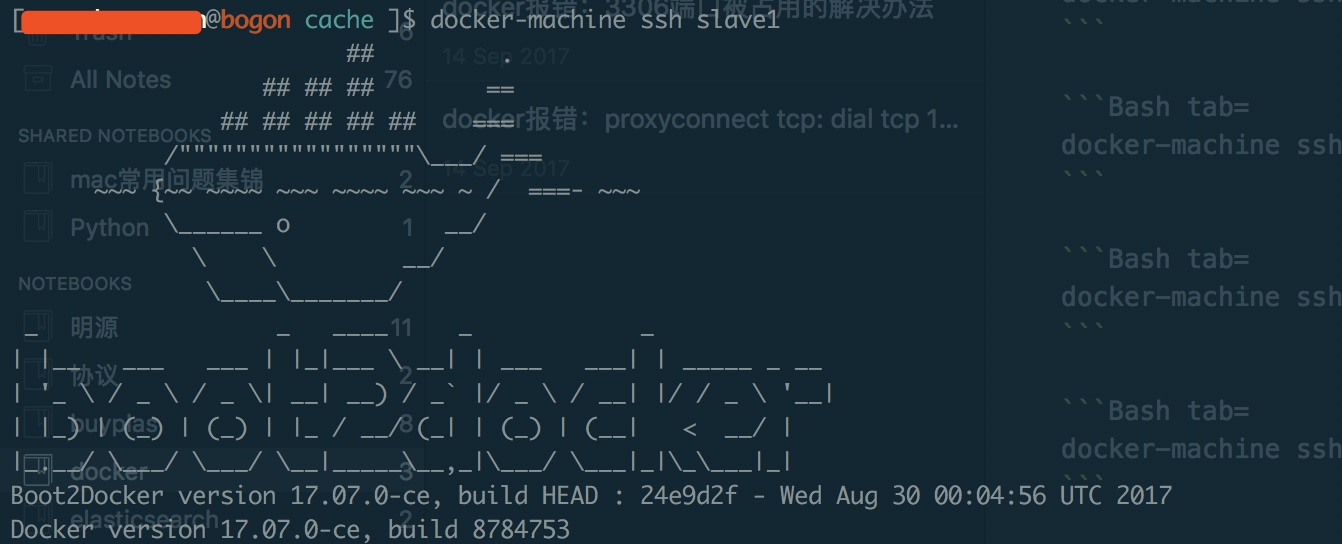 [ @bogon cache ]$ docker-machine ssh slave1
                        ##         .
                  ## ## ##        ==
               ## ## ## ## ##    ===
           /"""""""""""""""""\___/ ===
      ~~~ {~~ ~~~~ ~~~ ~~~~ ~~~ ~ /  ===- ~~~
           \______ o           __/
             \    \         __/
              \____\_______/
 _                 _   ____     _            _
| |__   ___   ___ | |_|___ \ __| | ___   ___| | _____ _ __
| '_ \ / _ \ / _ \| __| __) / _` |/ _ \ / __| |/ / _ \ '__|
| |_) | (_) | (_) | |_ / __/ (_| | (_) | (__|   <  __/ |
|_.__/ \___/ \___/ \__|_____\__,_|\___/ \___|_|\_\___|_|
Boot2Docker version 17.07.0-ce, build HEAD : 24e9d2f - Wed Aug 30 00:04:56 UTC 2017
Docker version 17.07.0-ce, build 8784753
Trash 6
All Notes 76
SHARED NOTEBOOKS
mac常用问题集锦 2
Python 1
NOTEBOOKS
明源 11
协议 2
buyplas 8
docker 3
elasticsearch 2
docker报错：3306端口被占用的解决办法
14 Sep 2017
docker报错：proxyconnect tcp: dial tcp 1...
14 Sep 2017
```
```Bash tab=
docker-machine ssh
```
```Bash tab=
docker-machine ssh
```
```Bash tab=
docker-machine ssh
```